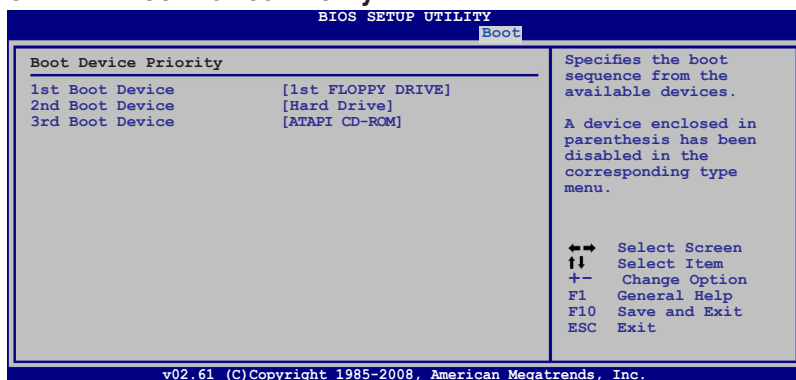 BIOS SETUP UTILITY
Boot
Boot Device Priority
1st Boot Device [1st FLOPPY DRIVE]
2nd Boot Device [Hard Drive]
3rd Boot Device [ATAPI CD-ROM]
Specifies the boot
sequence from the
available devices.
A device enclosed in
parenthesis has been
disabled in the
corresponding type
menu.
←→ Select Screen
↑↓ Select Item
+- Change Option
F1 General Help
F10 Save and Exit
ESC Exit
v02.61 (C)Copyright 1985-2008, American Megatrends, Inc.